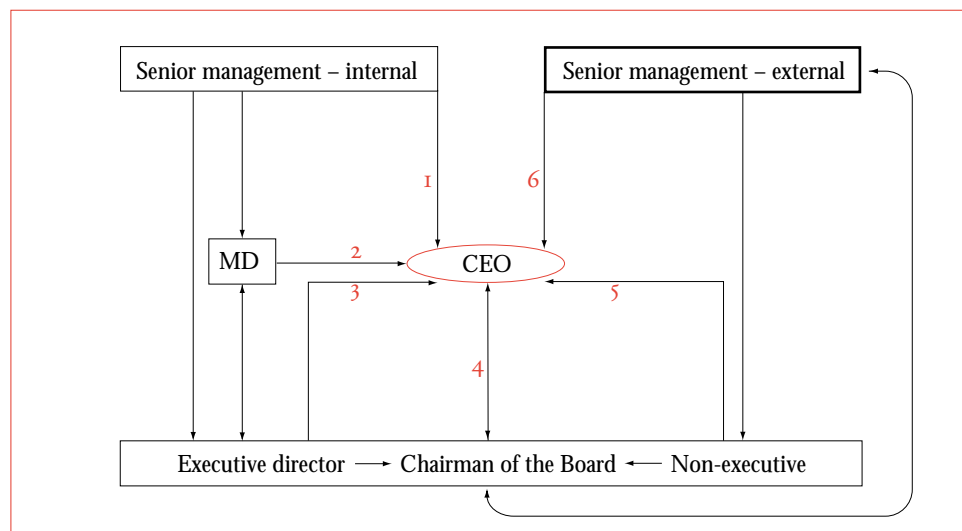 Senior management – internal
Senior management – external
1
6
MD
2
CEO
3
5
4
Executive director
Chairman of the Board
Non-executive